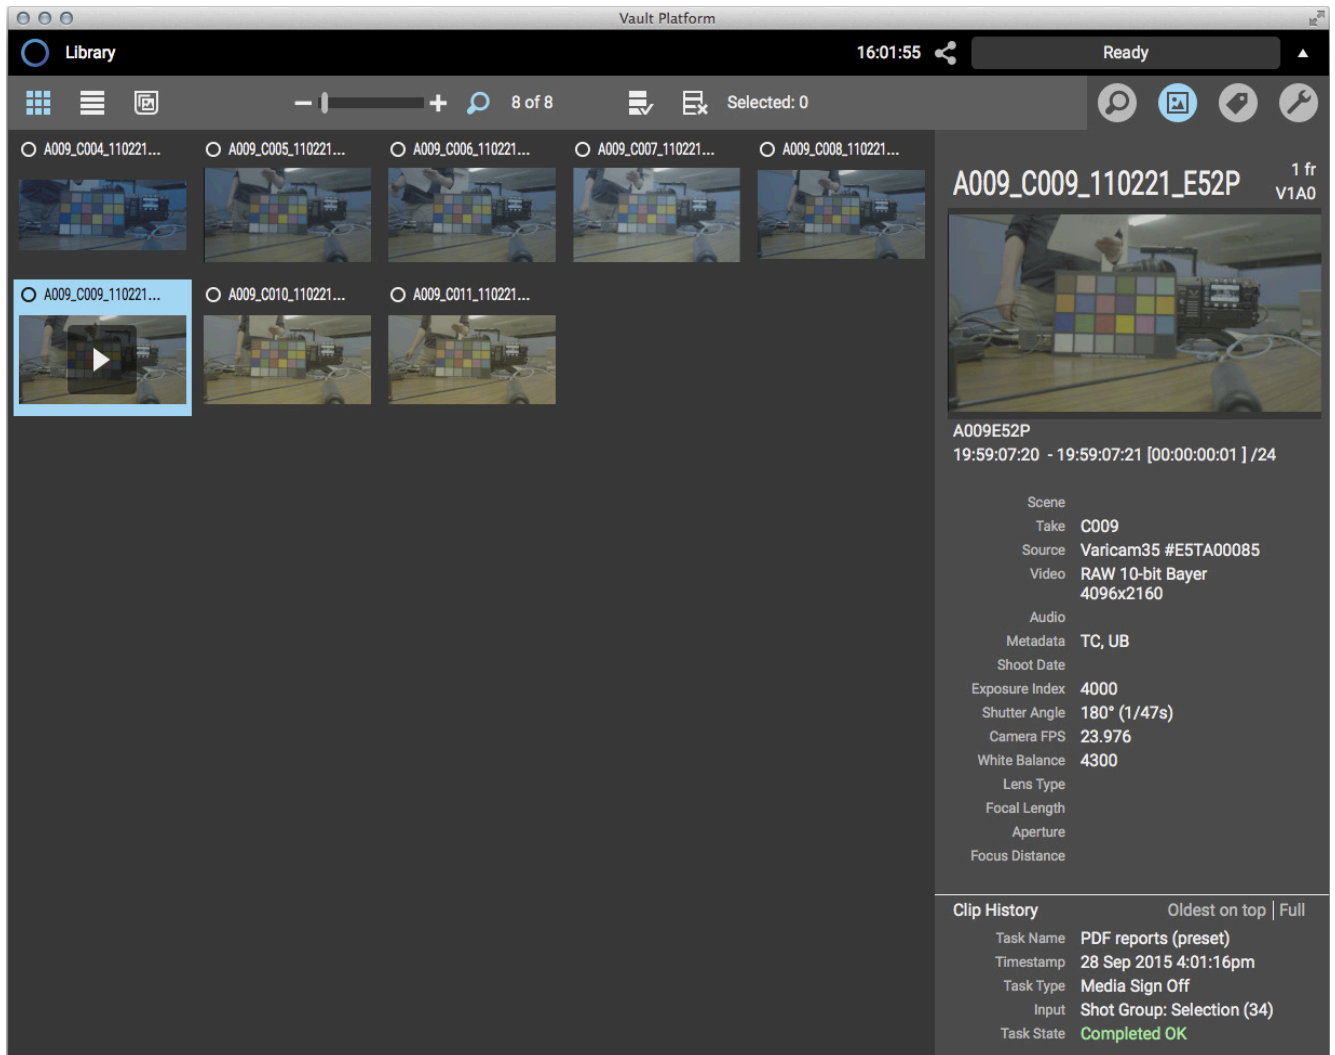 Vault Platform
Library
16:01:55
Ready
8 of 8
Selected: 0
A009_C004_110221...
A009_C005_110221...
A009_C006_110221...
A009_C007_110221...
A009_C008_110221...
A009_C009_110221...
A009_C010_110221...
A009_C011_110221...
A009_C009_110221_E52P
1 fr
V1A0
A009E52P
19:59:07:20 - 19:59:07:21 [00:00:00:01 ] /24
Scene
Take C009
Source Varicam35 #E5TA00085
Video RAW 10-bit Bayer
4096x2160
Audio
Metadata TC, UB
Shoot Date
Exposure Index 4000
Shutter Angle 180° (1/47s)
Camera FPS 23.976
White Balance 4300
Lens Type
Focal Length
Aperture
Focus Distance
Clip History
Oldest on top | Full
Task Name PDF reports (preset)
Timestamp 28 Sep 2015 4:01:16pm
Task Type Media Sign Off
Input Shot Group: Selection (34)
Task State Completed OK